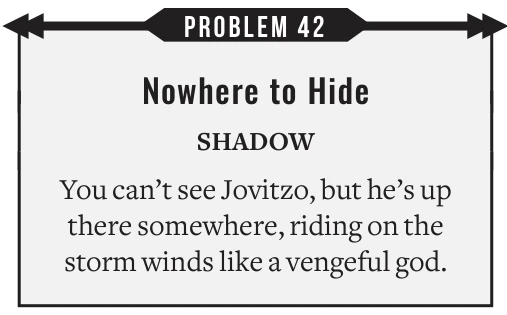 PROBLEM 42
Nowhere to Hide
SHADOW
You can’t see Jovitzo, but he’s up
there somewhere, riding on the
storm winds like a vengeful god.